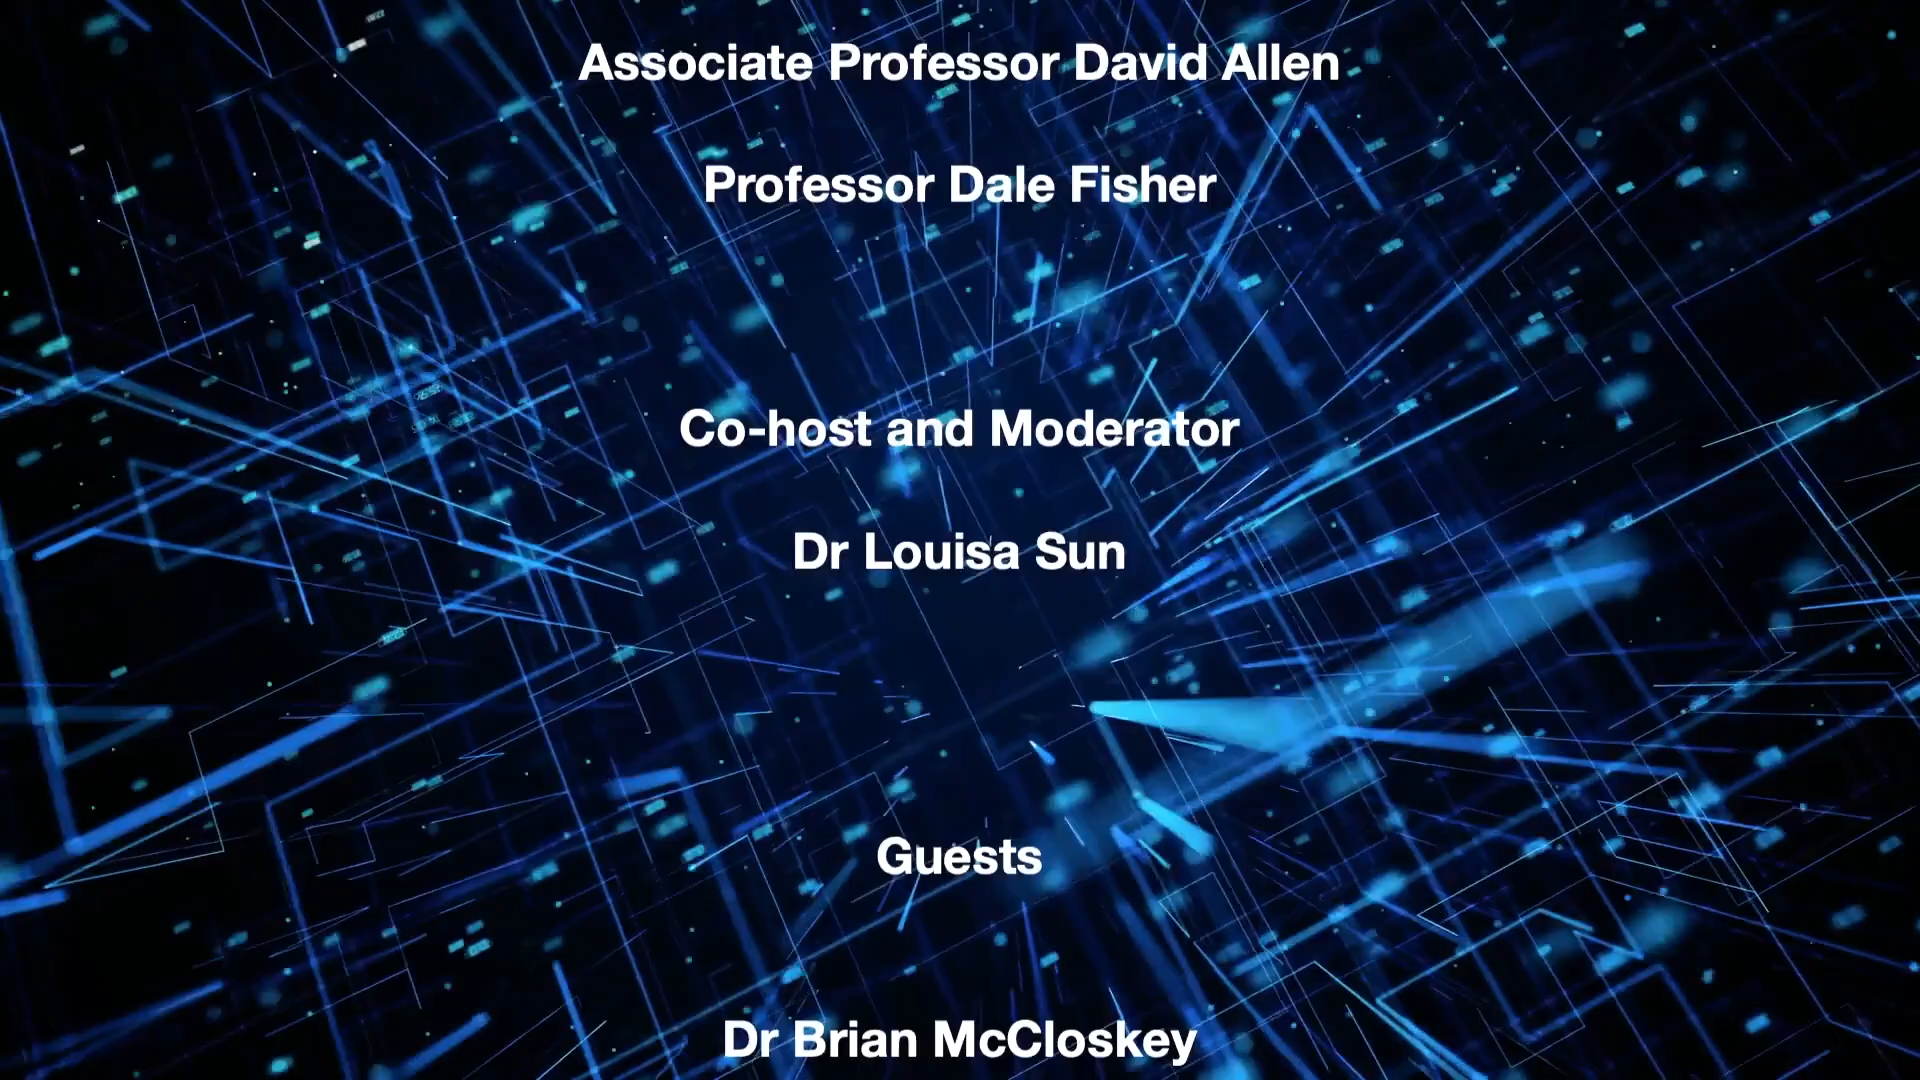 Associate Professor David Allen
Professor Dale Fisher
Co-host and Moderator
Dr Louisa Sun
Guests
Dr Brian McCloskey